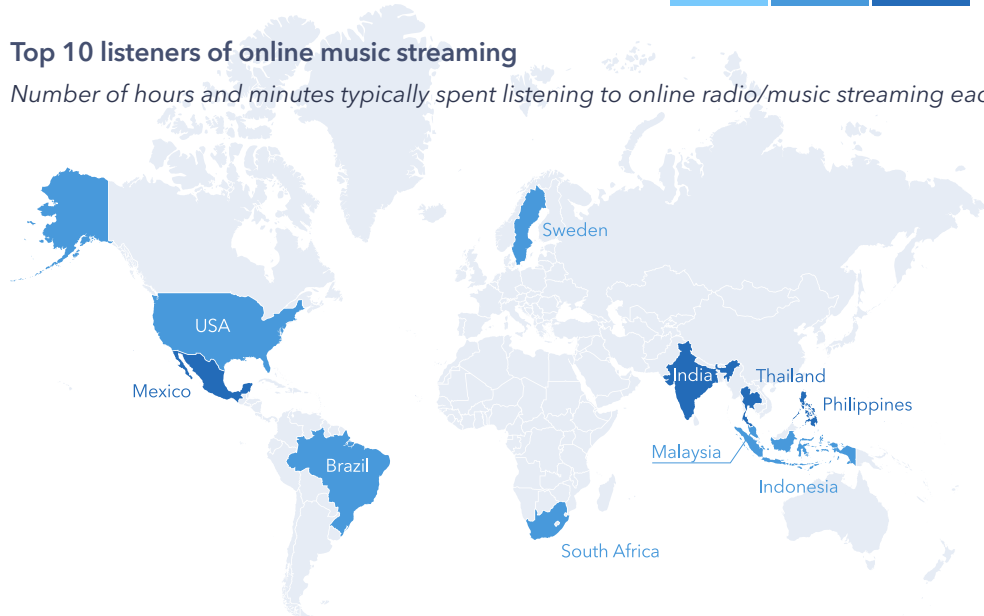 Top 10 listeners of online music streaming
Number of hours and minutes typically spent listening to online radio/music streaming
Sweden
USA
Mexico
India
Thailand
Philippines
Malaysia
Brazil
Indonesia
South Africa